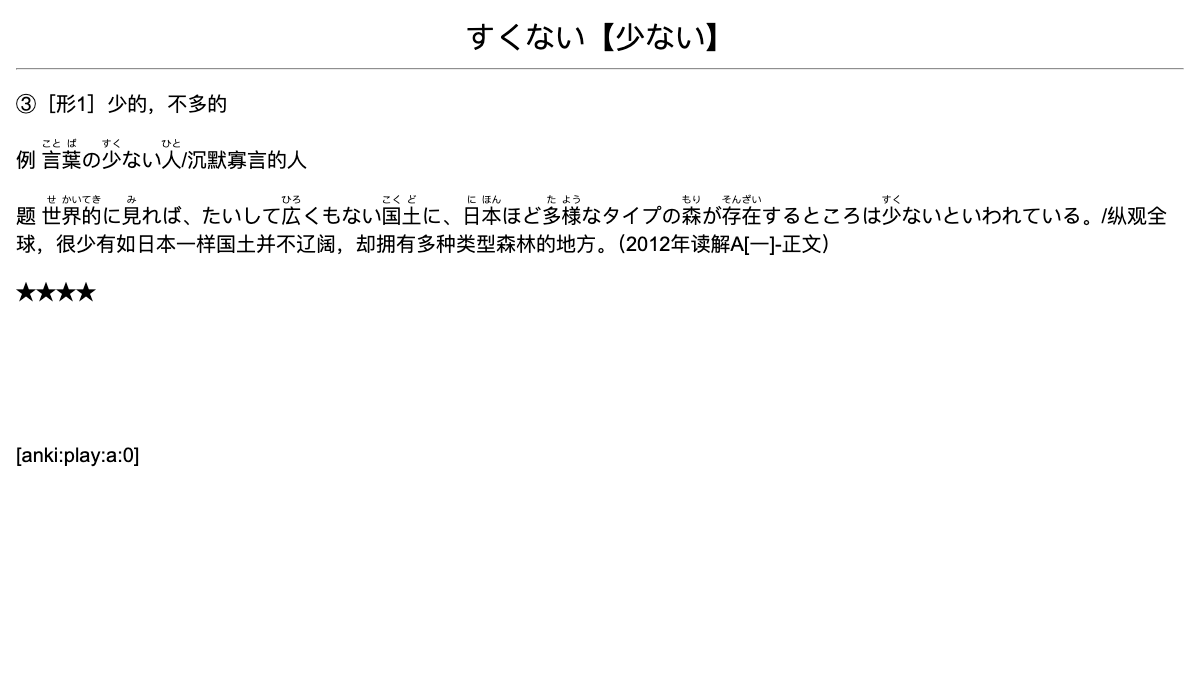 すくない【少ない】
③［形1］少的，不多的
こと ば すく ひと
例 言葉の少ない人/沉默寡言的人
せ かいてき み ひろ こく ど に ほん た よう もり そんざい すく
题 世界的に見れば、たいして広くもない国土に、日本ほど多様なタイプの森が存在するところは少ないといわれている。/纵观全
球，很少有如日本一样国土并不辽阔，却拥有多种类型森林的地方。（2012年读解A[一]-正文）
★★★★
[anki:play:a:0]